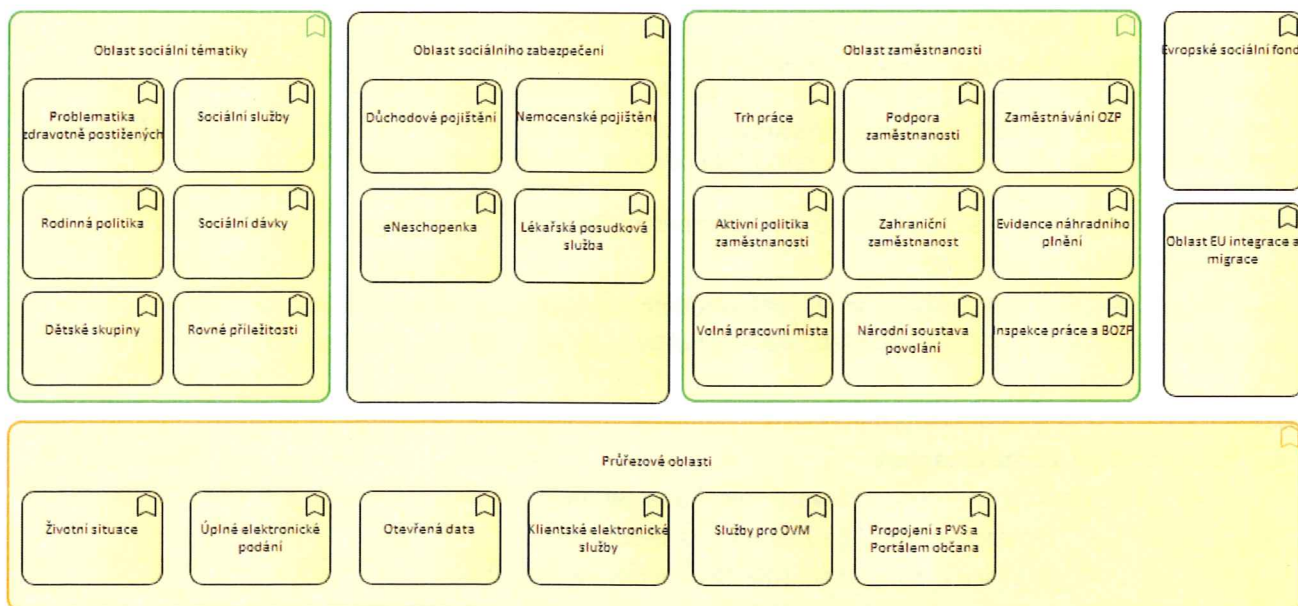 Oblast sociální tématiky
Problematika
zdravotně postižených
Sociální služby
Rodinná politika
Sociální dávky
Dětské skupiny
Rovné příležitosti
Oblast sociálního zabezpečení
Důchodové pojištění
Nemocenské pojištění
eNeschopenka
Lékařská posudková
služba
Oblast zaměstnanosti
Trh práce
Podpora
zaměstnanosti
Zaměstnávání OZP
Aktivní politika
zaměstnanosti
Zahraniční
zaměstnanost
Evidence náhradního
plnění
Volná pracovní místa
Národní soustava
povolání
Inspekce práce a BOZP
Evropské sociální fond
Oblast EU integrace a
migrace
Průřezové oblasti
Životní situace
Úplné elektronické
podání
Otevřená data
Klientské elektronické
služby
Služby pro OVM
Propojení s PVS a
Portálem občana